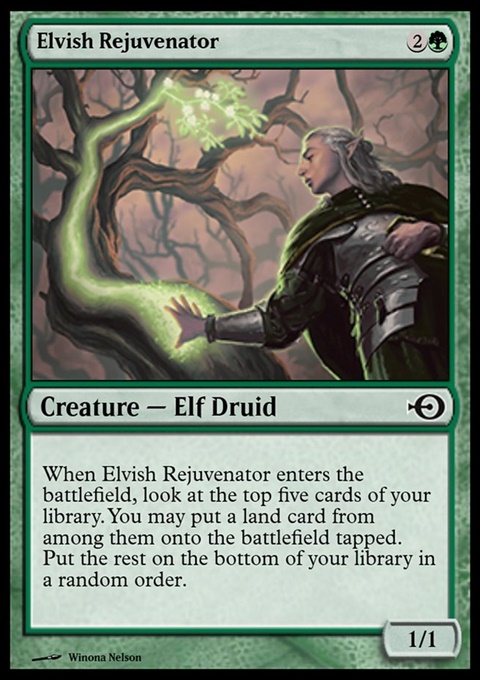 Elvish Rejuvenator 2
Creature — Elf Druid
When Elvish Rejuvenator enters the
battlefield, look at the top five cards of your
library. You may put a land card from
among them onto the battlefield tapped.
Put the rest on the bottom of your library in
a random order.
1/1
Winona Nelson